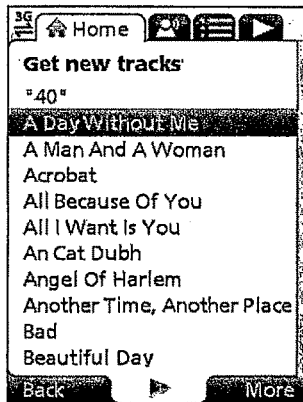 3G Home
Get new tracks
"40"
A Day Without Me
A Man And A Woman
Acrobat
All Because Of You
All I Want Is You
An Cat Dubh
Angel Of Harlem
Another Time, Another Place
Bad
Beautiful Day
Back More